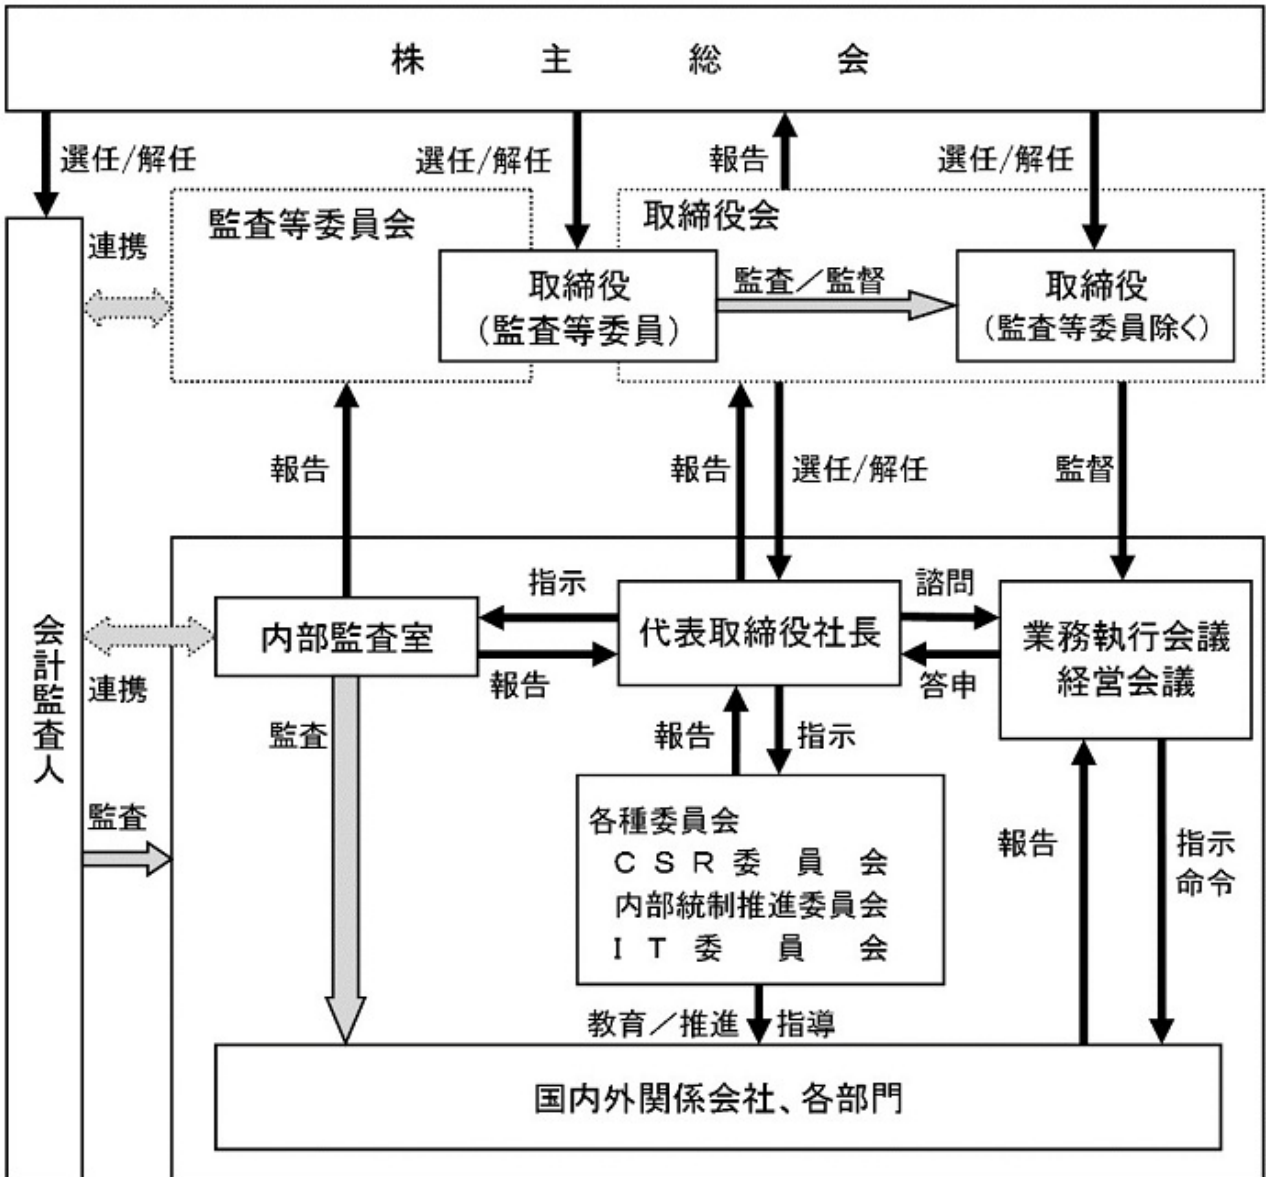 株主総会
選任/解任
選任/解任
報告
選任/解任
監査等委員会
取締役会
連携
取締役
（監査等委員）
監査／監督
取締役
（監査等委員除く）
報告
報告
選任/解任
監督
指示
諮問
内部監査室
代表取締役社長
業務執行会議
経営会議
会計監査人
連携
報告
答申
監査
報告
指示
監査
各種委員会
ＣＳＲ委員会
内部統制推進委員会
ＩＴ委員会
報告
指示
命令
教育／推進
指導
国内外関係会社、各部門